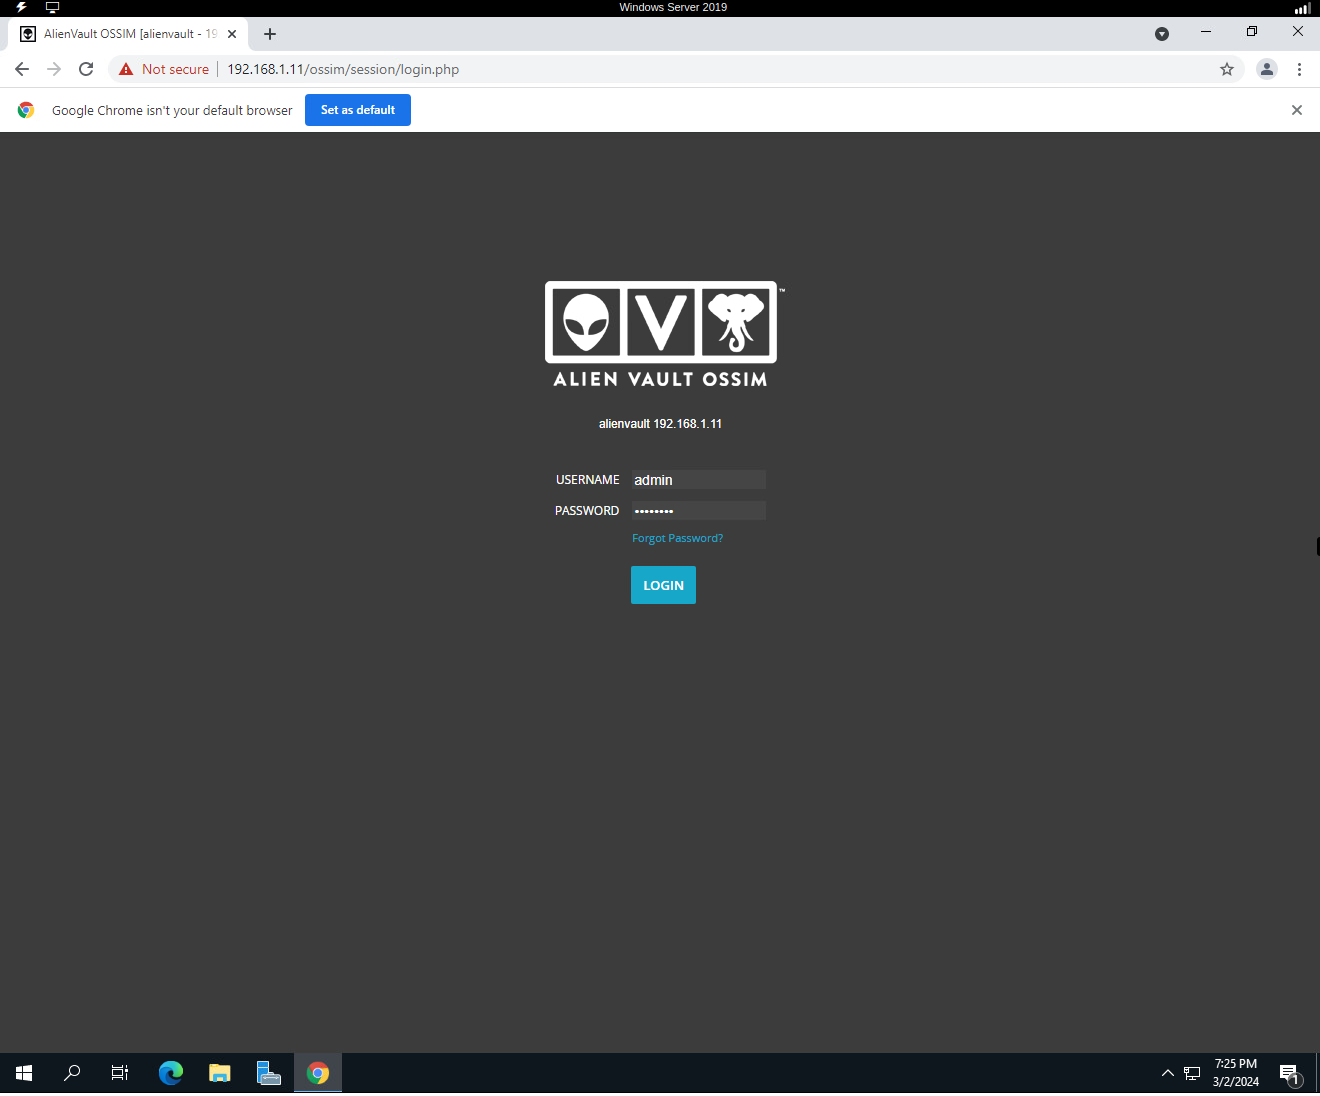 Windows Server 2019
AlienVault OSSIM [alienvault - 19
Not secure
192.168.1.11/ossim/session/login.php
Google Chrome isn't your default browser
Set as default
V
™
ALIEN VAULT OSSIM
alienvault 192.168.1.11
USERNAME admin
PASSWORD ••••••••
Forgot Password?
LOGIN
7:25 PM
3/2/2024
1